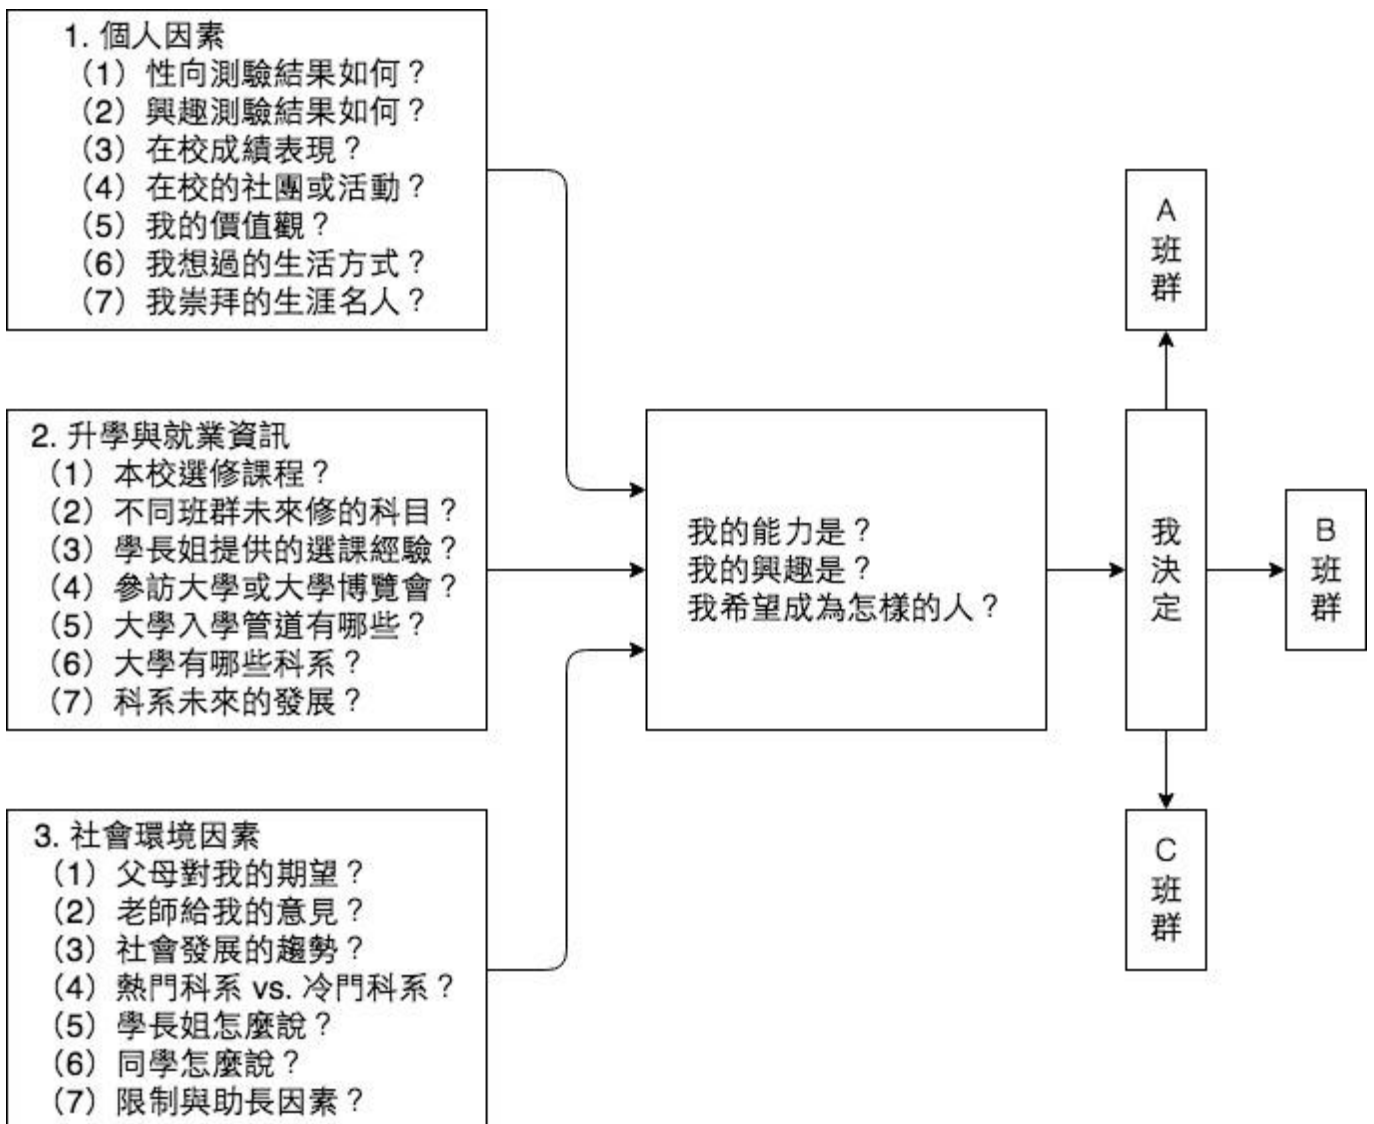 1. 個人因素
（1）性向測驗結果如何？
（2）興趣測驗結果如何？
（3）在校成績表現？
（4）在校的社團或活動？
（5）我的價值觀？
（6）我想過的生活方式？
（7）我崇拜的生涯名人？
2. 升學與就業資訊
（1）本校選修課程？
（2）不同班群未來修的科目？
（3）學長姐提供的選課經驗？
（4）參訪大學或大學博覽會？
（5）大學入學管道有哪些？
（6）大學有哪些科系？
（7）科系未來的發展？
3. 社會環境因素
（1）父母對我的期望？
（2）老師給我的意見？
（3）社會發展的趨勢？
（4）熱門科系 vs. 冷門科系？
（5）學長姐怎麼說？
（6）同學怎麼說？
（7）限制與助長因素？
我的能力是？
我的興趣是？
我希望成為怎樣的人？
我決定
A班群
B班群
C班群